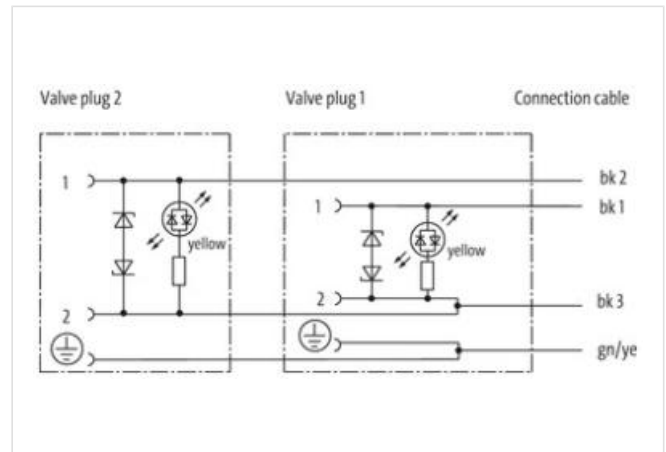 Valve plug 2 Valve plug 1 Connection cable
1 bk 2
1 bk 1
yellow yellow
2 bk 3
2
gn/ye